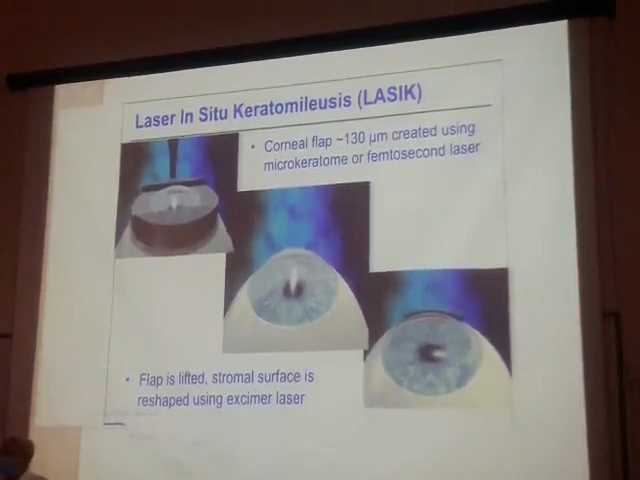 Laser In Situ Keratomileusis (LASIK)
• Corneal flap ~130 µm created using
microkeratome or femtosecond laser
• Flap is lifted, stromal surface is
reshaped using excimer laser